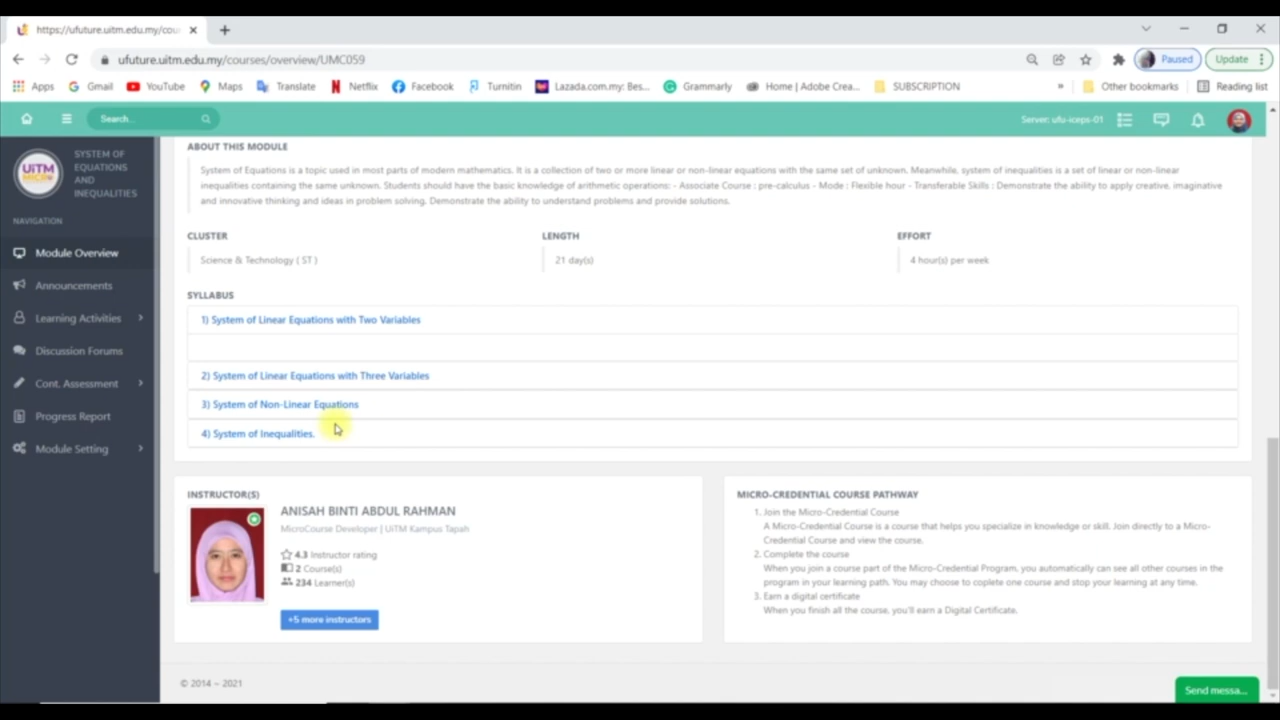 https://ufuture.uitm.edu.my/cou
ufuture.uitm.edu.my/courses/overview/UMC059
Paused
Update
Apps
Gmail
YouTube
Maps
Translate
Netflix
Facebook
Turnitin
Lazada.com.my: Bes...
Grammarly
Home | Adobe Crea...
SUBSCRIPTION
»
Other bookmarks
Reading list
Search...
Server: ufu-iceps-01
UiTM
MICRO
SYSTEM OF
EQUATIONS
AND
INEQUALITIES
NAVIGATION
Module Overview
Announcements
Learning Activities
Discussion Forums
Cont. Assessment
Progress Report
Module Setting
ABOUT THIS MODULE
System of Equations is a topic used in most parts of modern mathematics. It is a collection of two or more linear or non-linear equations with the same set of unknown. Meanwhile, system of inequalities is a set of linear or non-linear
inequalities containing the same unknown. Students should have the basic knowledge of arithmetic operations: - Associate Course : pre-calculus - Mode : Flexible hour - Transferable Skills : Demonstrate the ability to apply creative, imaginative
and innovative thinking and ideas in problem solving. Demonstrate the ability to understand problems and provide solutions.
CLUSTER
LENGTH
EFFORT
Science & Technology ( ST )
21 day(s)
4 hour(s) per week
SYLLABUS
1) System of Linear Equations with Two Variables
2) System of Linear Equations with Three Variables
3) System of Non-Linear Equations
4) System of Inequalities.
INSTRUCTOR(S)
ANISAH BINTI ABDUL RAHMAN
MicroCourse Developer | UiTM Kampus Tapah
4.3 Instructor rating
2 Course(s)
234 Learner(s)
+5 more instructors
MICRO-CREDENTIAL COURSE PATHWAY
1. Join the Micro-Credential Course
A Micro-Credential Course is a course that helps you specialize in knowledge or skill. Join directly to a Micro-
Credential Course and view the course.
2. Complete the course
When you join a course part of the Micro-Credential Program, you automatically can see all other courses in the
program in your learning path. You may choose to coplete one course and stop your learning at any time.
3. Earn a digital certificate
When you finish all the course, you'll earn a Digital Certificate.
© 2014 ~ 2021
Send messa...